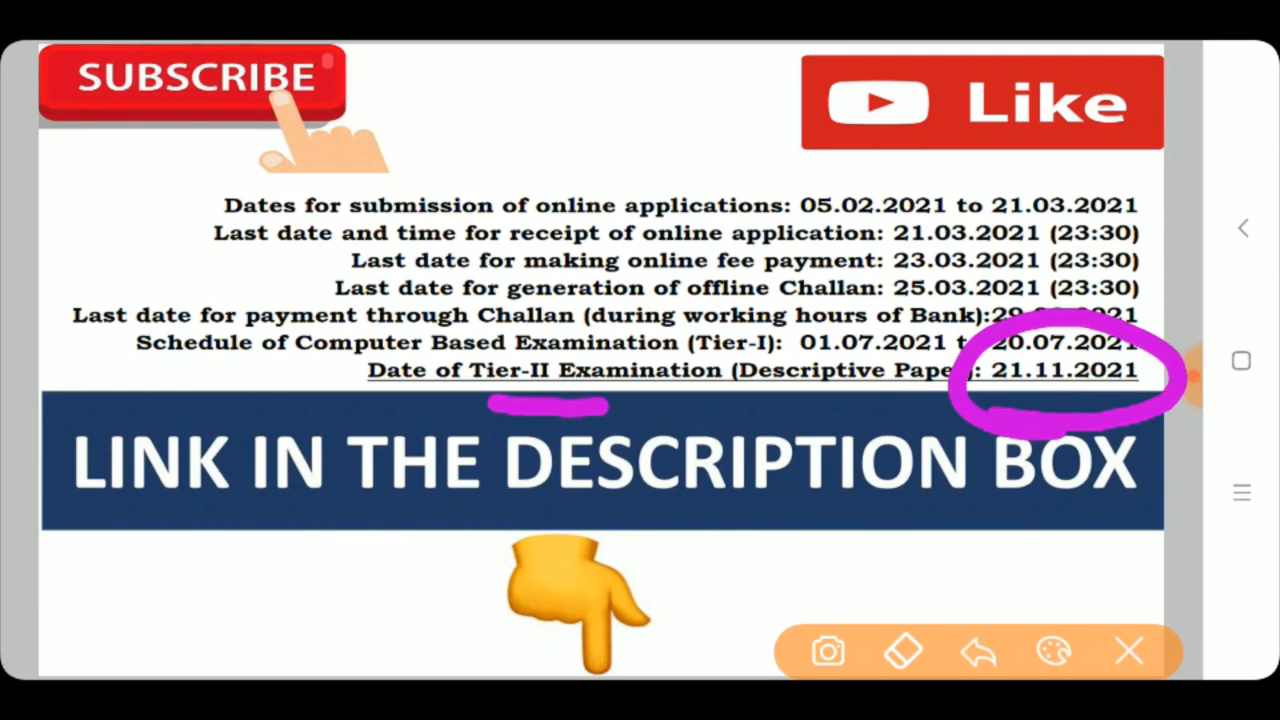 SUBSCRIBE
Like
Dates for submission of online applications: 05.02.2021 to 21.03.2021
Last date and time for receipt of online application: 21.03.2021 (23:30)
Last date for making online fee payment: 23.03.2021 (23:30)
Last date for generation of offline Challan: 25.03.2021 (23:30)
Last date for payment through Challan (during working hours of Bank):
Schedule of Computer Based Examination (Tier-I): 01.07.2021 to 20.07.2021
Date of Tier-II Examination (Descriptive Paper): 21.11.2021
LINK IN THE DESCRIPTION BOX